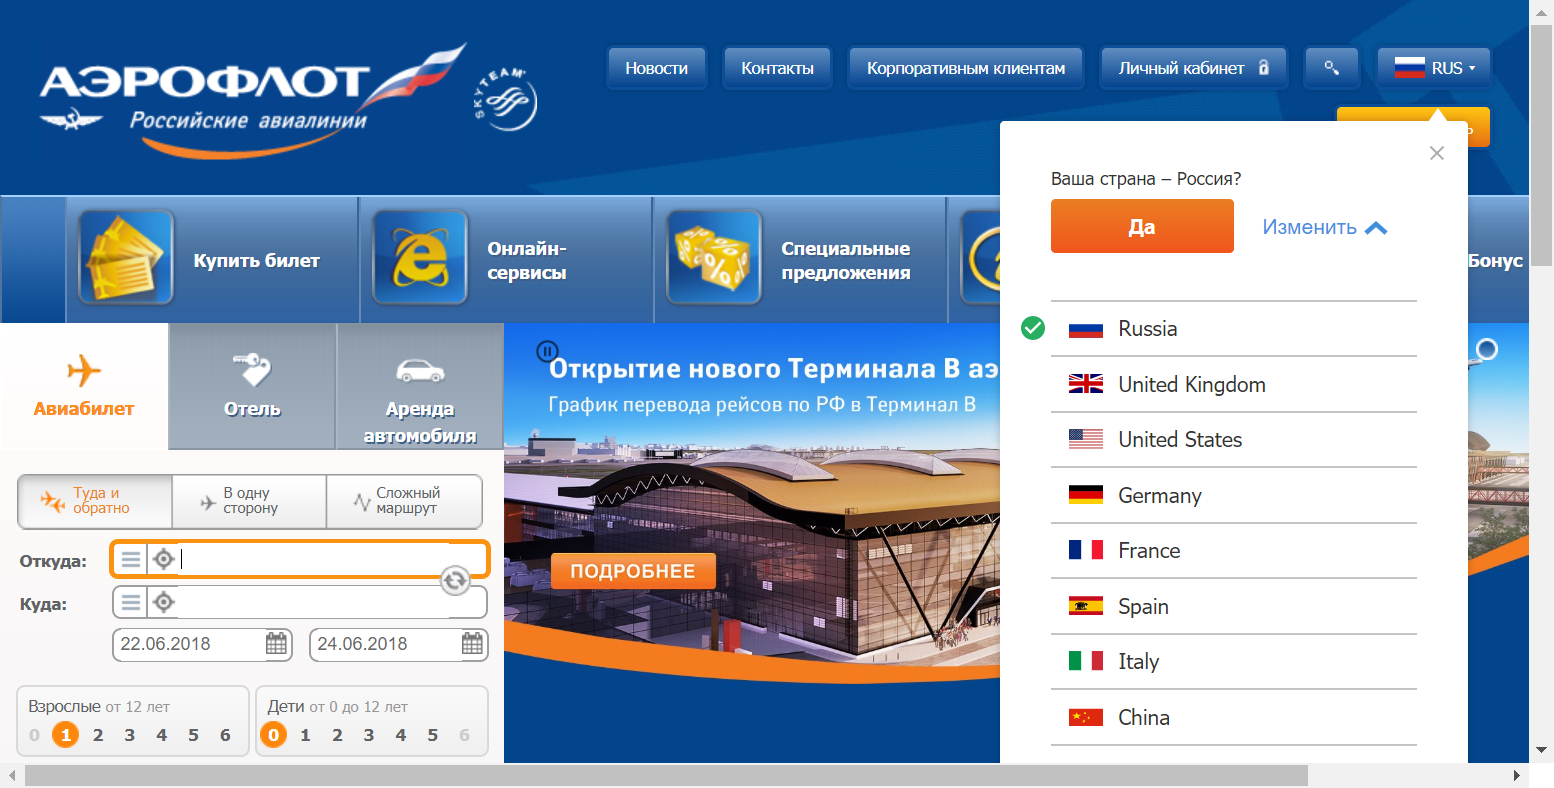 АЭРОФЛОТ
Российские авиалинии
SKYTEAM
Новости
Контакты
Корпоративным клиентам
Личный кабинет
RUS
Ваша страна – Россия?
Да
Изменить
Russia
United Kingdom
United States
Germany
France
Spain
Italy
China
Купить билет
Онлайн-
сервисы
Специальные
предложения
Бонус
Авиабилет
Отель
Аренда
автомобиля
Открытие нового Терминала В аэ
График перевода рейсов по РФ в Терминал В
ПОДРОБНЕЕ
Туда и
обратно
В одну
сторону
Сложный
маршрут
Откуда:
Куда:
22.06.2018
24.06.2018
Взрослые от 12 лет
0 1 2 3 4 5 6
Дети от 0 до 12 лет
0 1 2 3 4 5 6